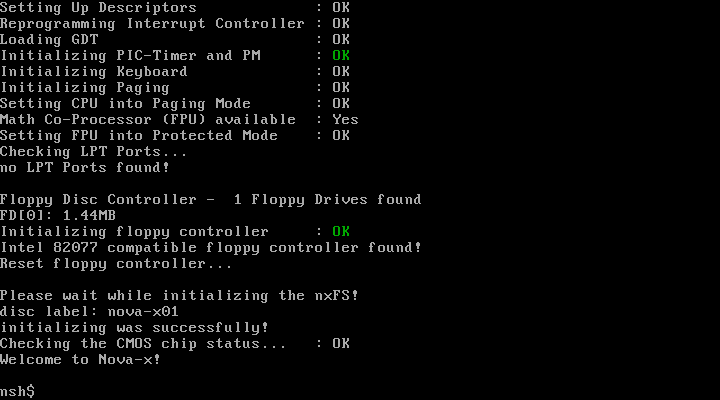 Setting Up Descriptors : OK
Reprogramming Interrupt Controller : OK
Loading GDT : OK
Initializing PIC-Timer and PM : OK
Initializing Keyboard : OK
Initializing Paging : OK
Setting CPU into Paging Mode : OK
Math Co-Processor (FPU) available : Yes
Setting FPU into Protected Mode : OK
Checking LPT Ports...
no LPT Ports found!
Floppy Disc Controller - 1 Floppy Drives found
FD[0]: 1.44MB
Initializing floppy controller : OK
Intel 82077 compatible floppy controller found!
Reset floppy controller...
Please wait while initializing the nxFS!
disc label: nova-x01
initializing was successfully!
Checking the CMOS chip status... : OK
Welcome to Nova-x!
nsh$